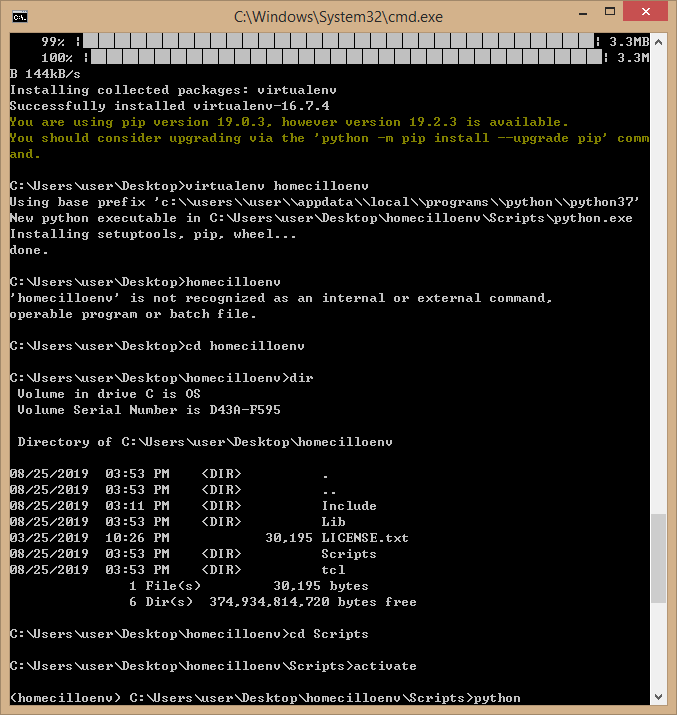 C:\Windows\System32\cmd.exe
99% |████████████████████████████████| 3.3MB
100% |████████████████████████████████| 3.3M
B 144kB/s
Installing collected packages: virtualenv
Successfully installed virtualenv-16.7.4
You are using pip version 19.0.3, however version 19.2.3 is available.
You should consider upgrading via the 'python -m pip install --upgrade pip' comm
and.
C:\Users\user\Desktop>virtualenv homecilloenv
Using base prefix 'c:\\users\\user\\appdata\\local\\programs\\python\\python37'
New python executable in C:\Users\user\Desktop\homecilloenv\Scripts\python.exe
Installing setuptools, pip, wheel...
done.
C:\Users\user\Desktop>homecilloenv
'homecilloenv' is not recognized as an internal or external command,
operable program or batch file.
C:\Users\user\Desktop>cd homecilloenv
C:\Users\user\Desktop\homecilloenv>dir
Volume in drive C is OS
Volume Serial Number is D43A-F595
Directory of C:\Users\user\Desktop\homecilloenv
08/25/2019  03:53 PM    <DIR>          .
08/25/2019  03:53 PM    <DIR>          ..
08/25/2019  03:11 PM    <DIR>          Include
08/25/2019  03:53 PM    <DIR>          Lib
03/25/2019  10:26 PM            30,195 LICENSE.txt
08/25/2019  03:53 PM    <DIR>          Scripts
08/25/2019  03:53 PM    <DIR>          tcl
1 File(s)         30,195 bytes
6 Dir(s)  374,934,814,720 bytes free
C:\Users\user\Desktop\homecilloenv>cd Scripts
C:\Users\user\Desktop\homecilloenv\Scripts>activate
(homecilloenv) C:\Users\user\Desktop\homecilloenv\Scripts>python